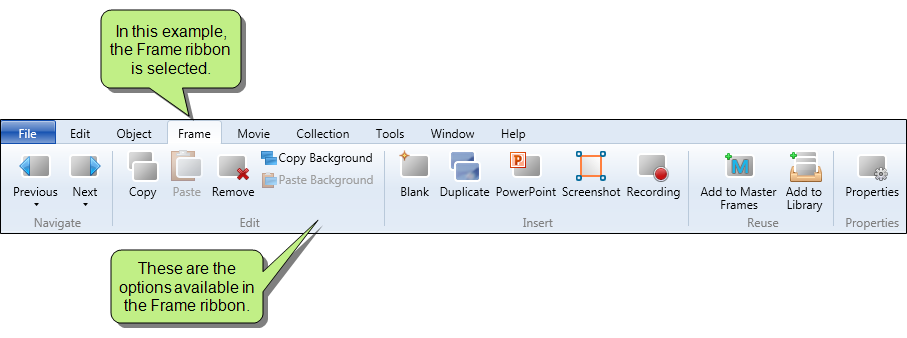 In this example,
the Frame ribbon
is selected.
File Edit Object Frame Movie Collection Tools Window Help
Previous Next Copy Paste Remove Copy Background
Paste Background
Blank Duplicate PowerPoint Screenshot Recording
Add to Master
Frames
Add to
Library
Properties
Navigate Edit Insert Reuse Properties
These are the
options available in
the Frame ribbon.